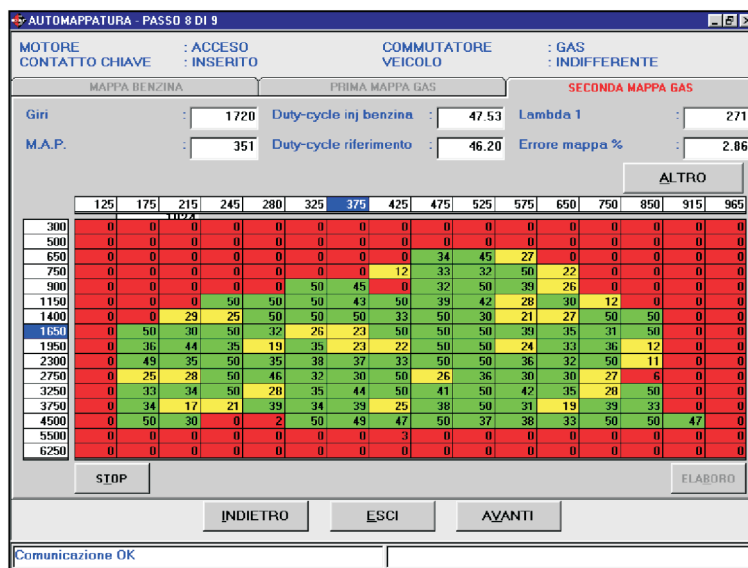 AUTOMAPPATURA - PASSO 8 DI 9
MOTORE : ACCESO COMMUTATORE : GAS
CONTATTO CHIAVE : INSERITO VEICOLO : INDIFFERENTE
MAPPA BENZINA PRIMA MAPPA GAS SECONDA MAPPA GAS
Giri : 1720 Duty-cycle inj benzina : 47.53 Lambda 1 : 271
M.A.P. : 351 Duty-cycle riferimento : 46.20 Errore mappa % : 2.86
ALTRO
125 175 215 245 280 325 375 425 475 525 575 650 750 850 915 965
300 0 0 0 0 0 0 0 0 0 0 0 0 0 0 0 0
500 0 0 0 0 0 0 0 0 0 0 0 0 0 0 0 0
650 0 0 0 0 0 0 0 0 34 45 27 0 0 0 0 0
750 0 0 0 0 0 0 0 12 33 32 50 22 0 0 0 0
900 0 0 0 0 0 50 45 0 32 50 39 26 0 0 0 0
1150 0 0 0 50 50 50 43 50 39 42 28 30 12 0 0 0
1400 0 0 29 25 50 50 50 33 50 30 21 27 50 50 0 0
1650 0 50 30 50 32 26 23 50 50 50 39 35 31 50 0 0
1950 0 36 44 35 19 35 23 22 50 50 24 33 36 12 0 0
2300 0 49 35 50 35 38 37 33 50 50 36 32 50 11 0 0
2750 0 25 28 50 46 32 30 50 26 36 30 30 27 6 0 0
3250 0 33 34 50 28 35 44 50 41 50 42 35 28 50 0 0
3750 0 34 17 21 39 34 39 25 38 50 31 19 39 33 0 0
4500 0 50 30 0 2 50 49 47 50 37 38 33 50 50 47 0
5500 0 0 0 0 0 0 0 3 0 0 0 0 0 0 0 0
6250 0 0 0 0 0 0 0 0 0 0 0 0 0 0 0 0
STOP ELABORO
INDIETRO ESCI AVANTI
Comunicazione OK